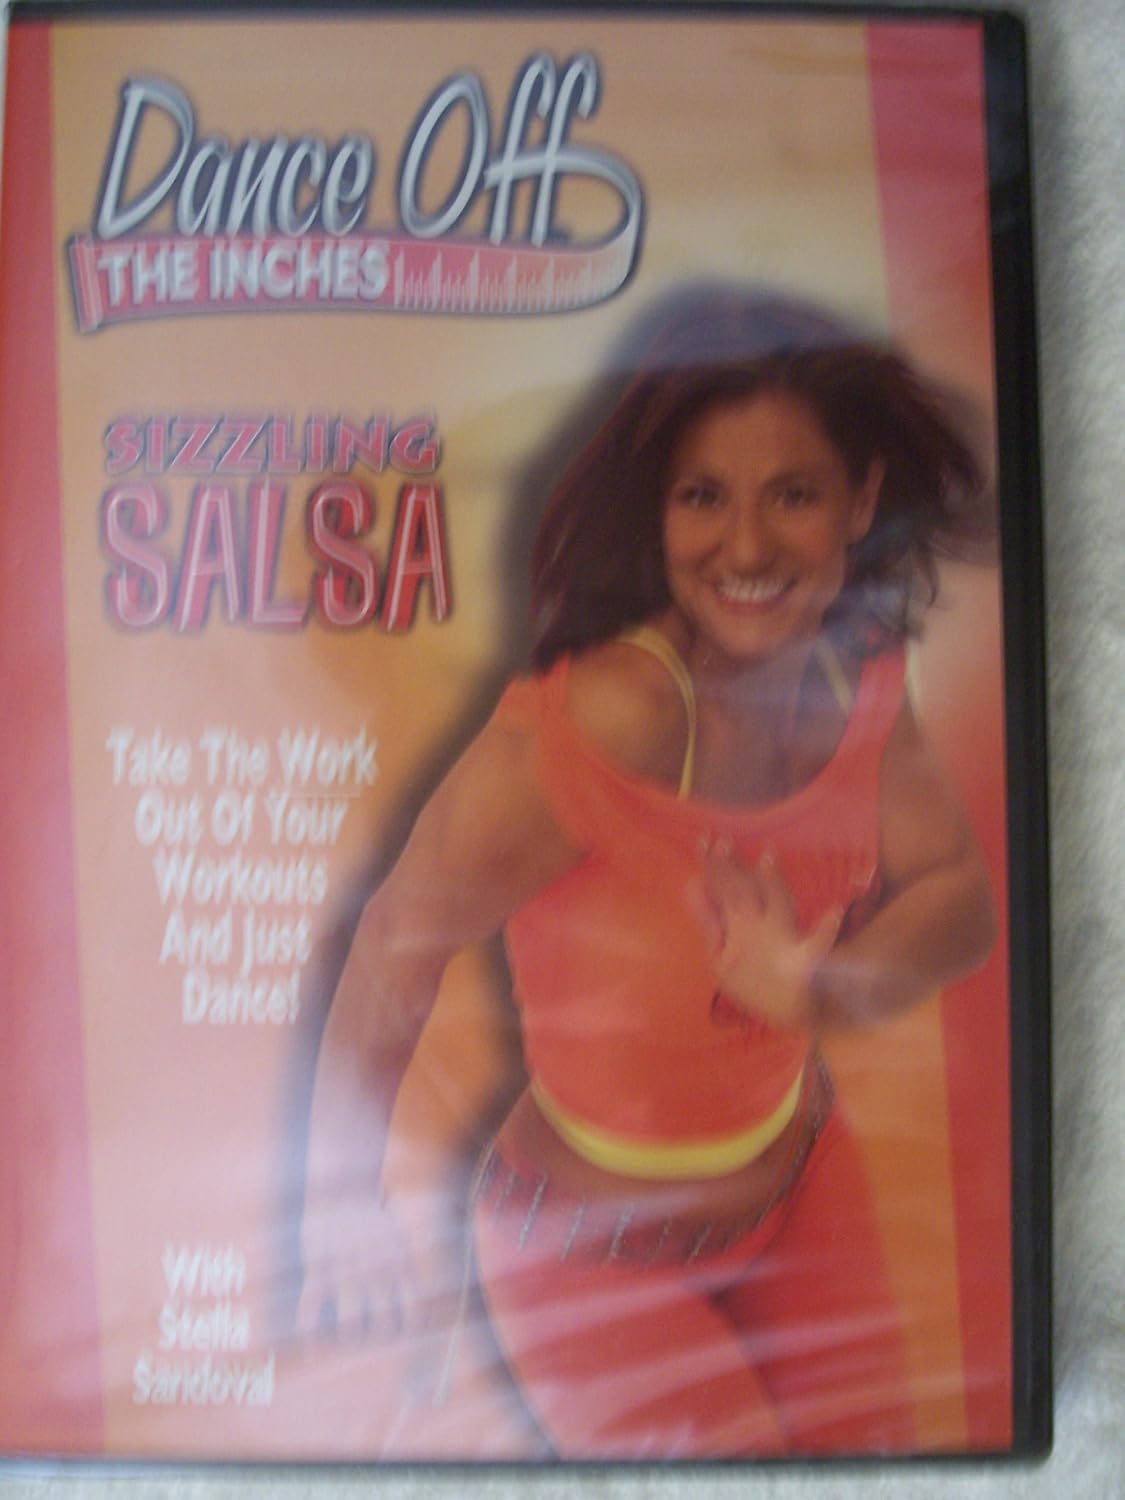 Dance Off
THE INCHES
SIZZLING
SALSA
Take The Work
Out Of Your
Workouts
And Just
Dance!
With
Stella
Sandoval